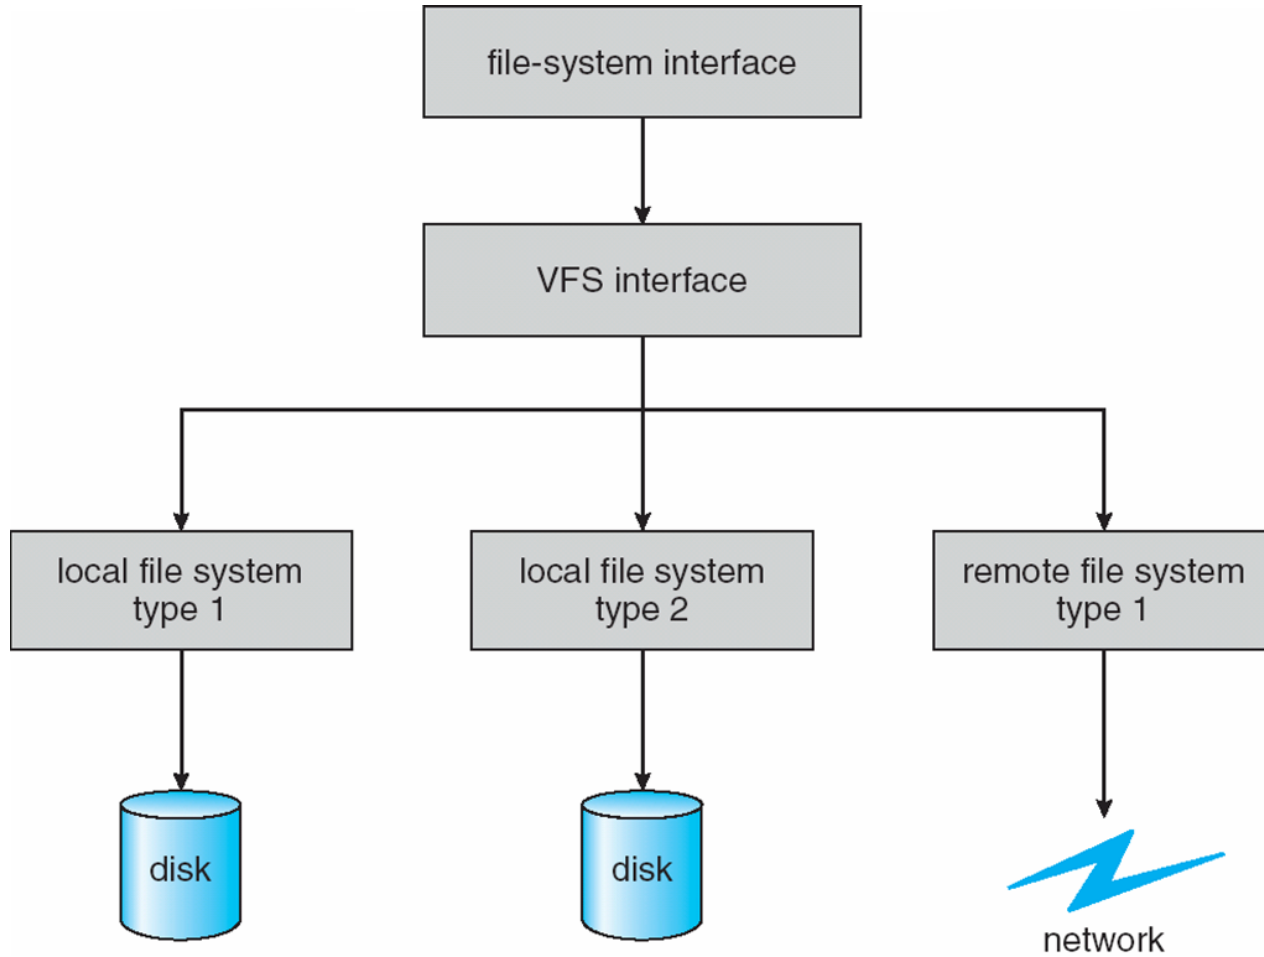 file-system interface
VFS interface
local file system
type 1
local file system
type 2
remote file system
type 1
disk
disk
network